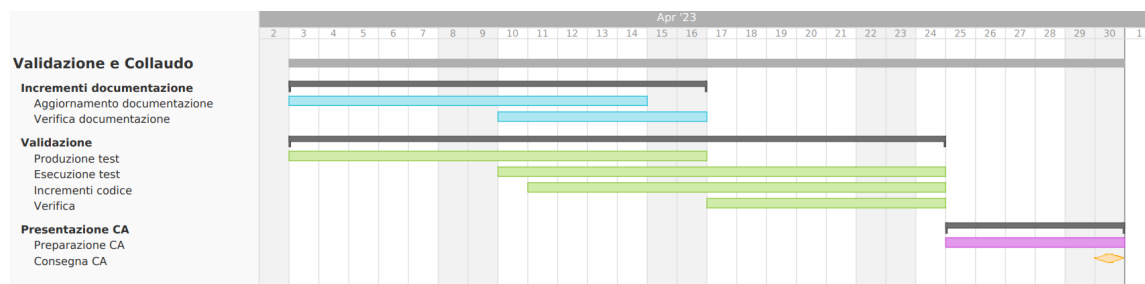 Apr '23
2 3 4 5 6 7 8 9 10 11 12 13 14 15 16 17 18 19 20 21 22 23 24 25 26 27 28 29 30 1
Validazione e Collaudo
Incrementi documentazione
Aggiornamento documentazione
Verifica documentazione
Validazione
Produzione test
Esecuzione test
Incrementi codice
Verifica
Presentazione CA
Preparazione CA
Consegna CA